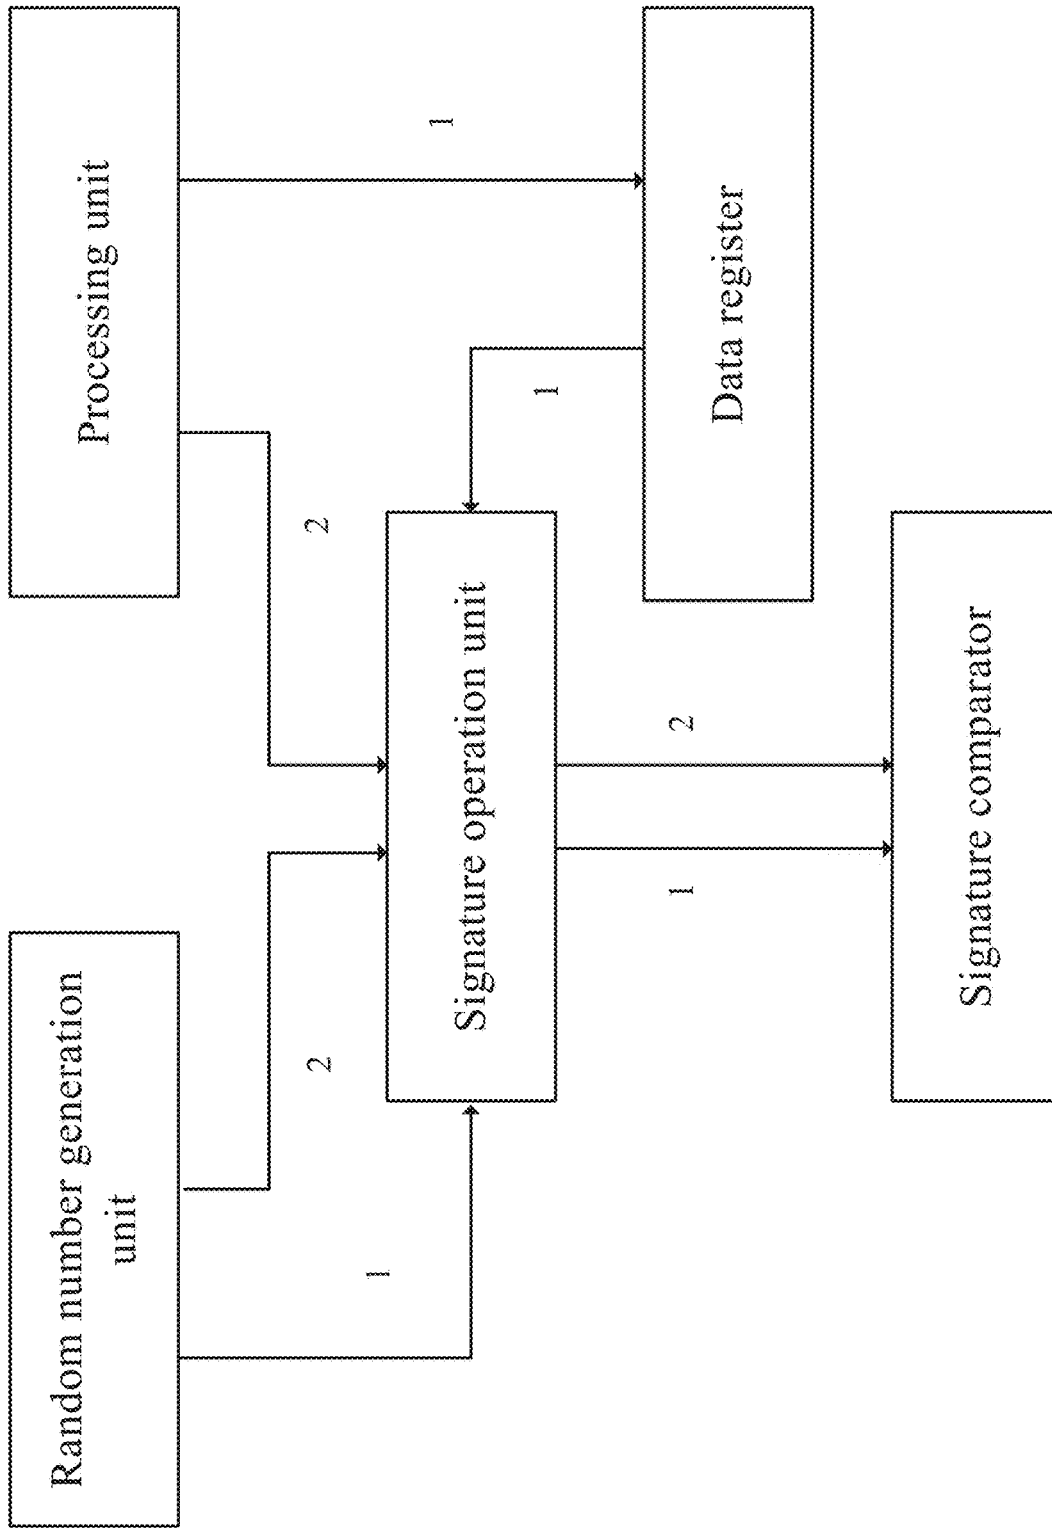 Random number generation
unit
Processing unit
2
2
1
1
Signature operation unit
1
1
2
Data register
Signature comparator